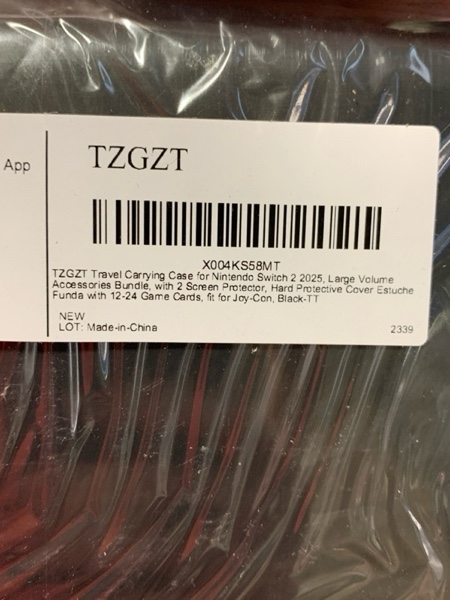 App
TZGZT
X004KS58MT
TZGZT Travel Carrying Case for Nintendo Switch 2 2025, Large Volume
Accessories Bundle, with 2 Screen Protector, Hard Protective Cover Estuche
Funda with 12-24 Game Cards, fit for Joy-Con, Black-TT
NEW
LOT: Made-in-China
2339